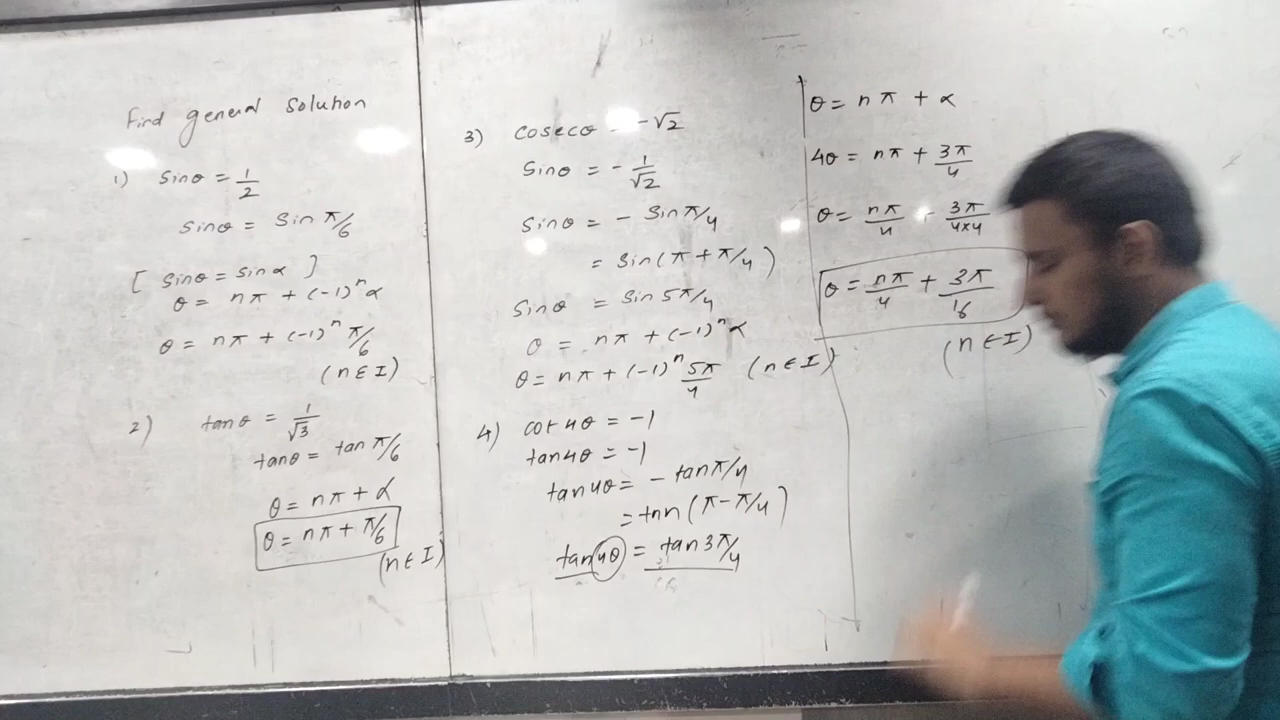 Find general solution
1) sinθ = 1/2
sinθ = sin π/6
[ sinθ = sinα ]
θ = nπ + (-1)ⁿα
θ = nπ + (-1)ⁿ π/6
(n∈I)
2) tanθ = 1/√3
tanθ = tan π/6
θ = nπ + α
θ = nπ + π/6
(n∈I)
3) cosecθ = -√2
sinθ = -1/√2
sinθ = - sin π/4
= sin(π + π/4)
sinθ = sin 5π/4
θ = nπ + (-1)ⁿα
θ = nπ + (-1)ⁿ 5π/4 (n∈I)
4) cot 4θ = -1
tan4θ = -1
tan4θ = - tan π/4
= tan(π - π/4)
tan4θ = tan 3π/4
θ = nπ + α
4θ = nπ + 3π/4
θ = nπ/4 + 3π/4×4
θ = nπ/4 + 3π/16
(n∈I)